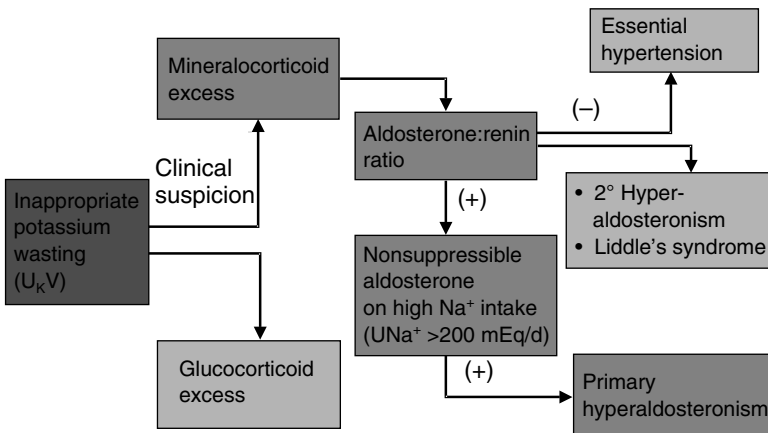 Essential
hypertension
Mineralocorticoid
excess
(–)
Aldosterone:renin
ratio
Clinical
suspicion
Inappropriate
potassium
wasting
(UₖV)
(+)
• 2° Hyper-
aldosteronism
• Liddle's syndrome
Nonsuppressible
aldosterone
on high Na⁺ intake
(UNa⁺ >200 mEq/d)
Glucocorticoid
excess
(+)
Primary
hyperaldosteronism